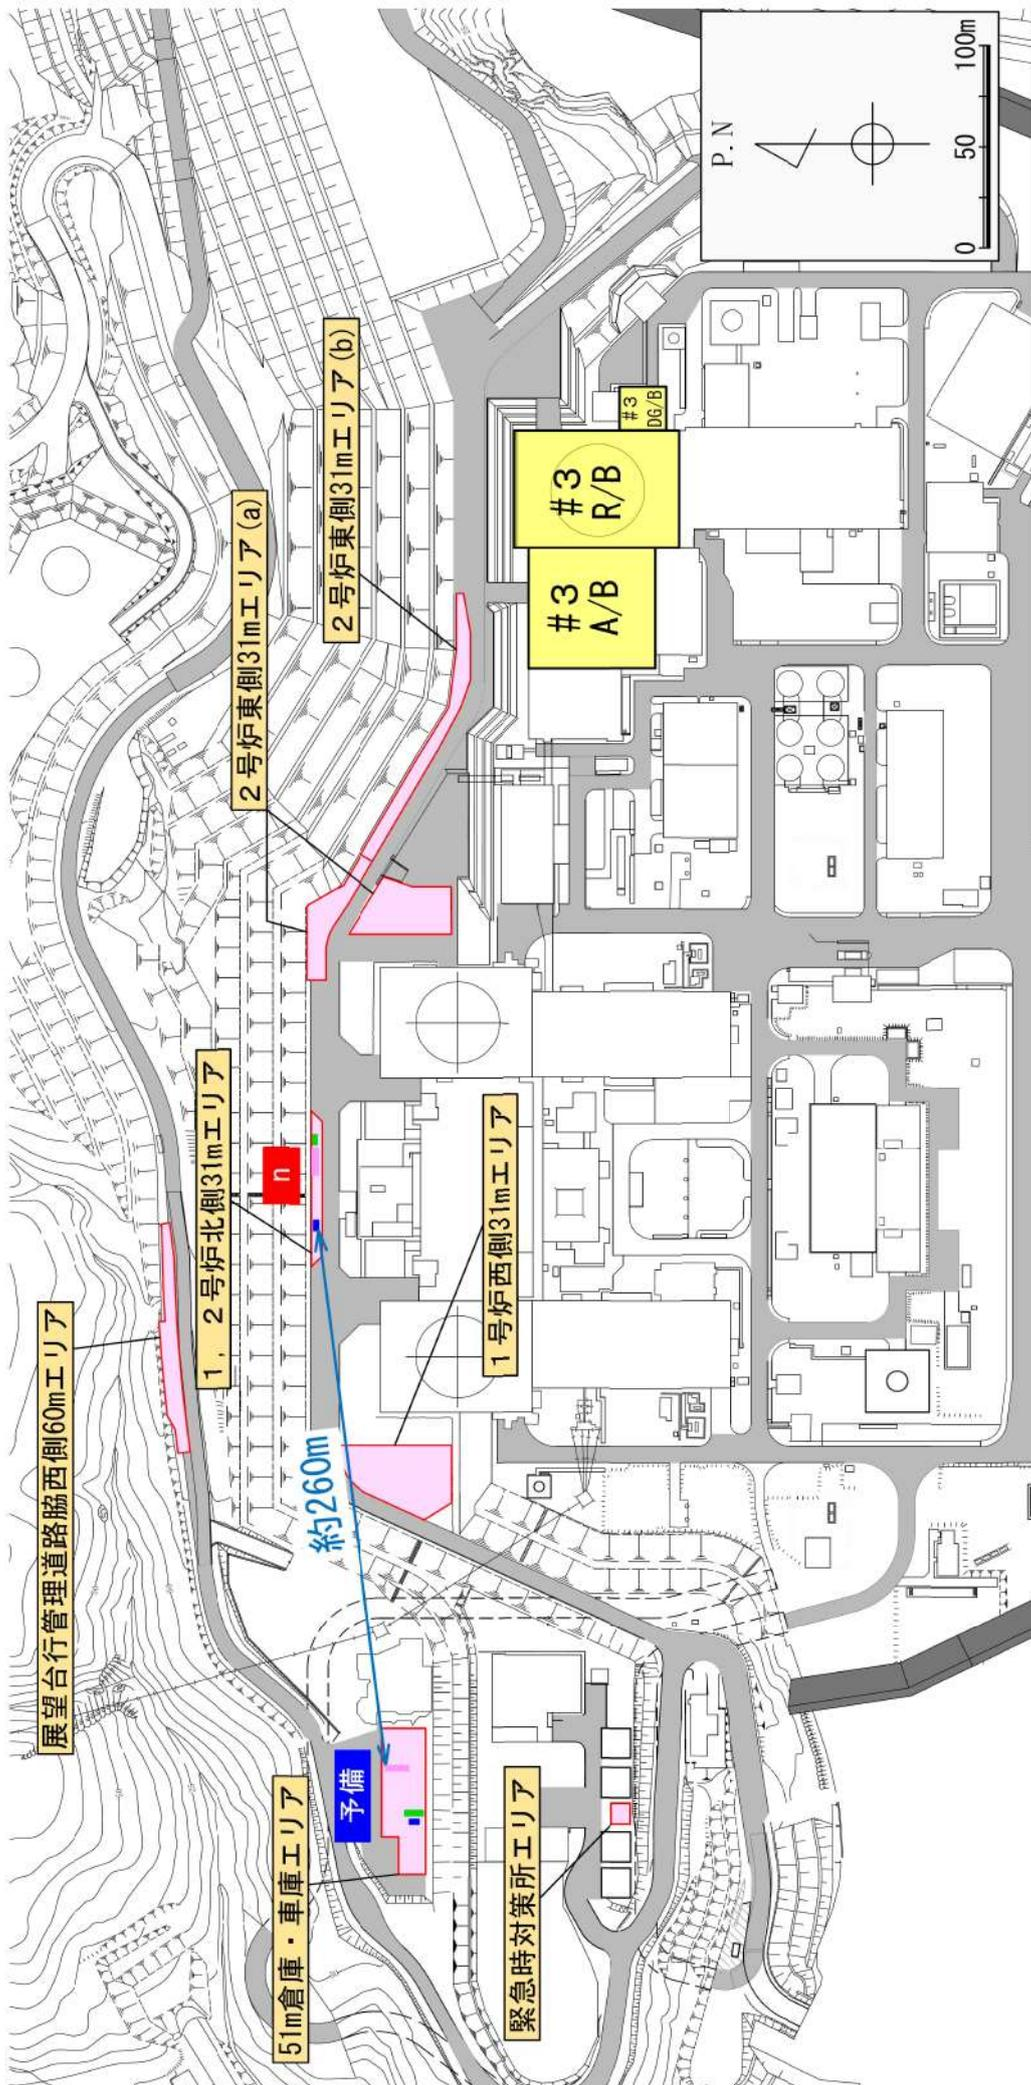 展望台行管理道路脇西側60mエリア
1，2号炉北側31mエリア
2号炉東側31mエリア(a)
2号炉東側31mエリア(b)
51m倉庫・車庫エリア
予備
約260m
n
1号炉西側31mエリア
緊急時対策所エリア
#3
A/B
#3
R/B
#3
DG/B
P.N
0
50
100m